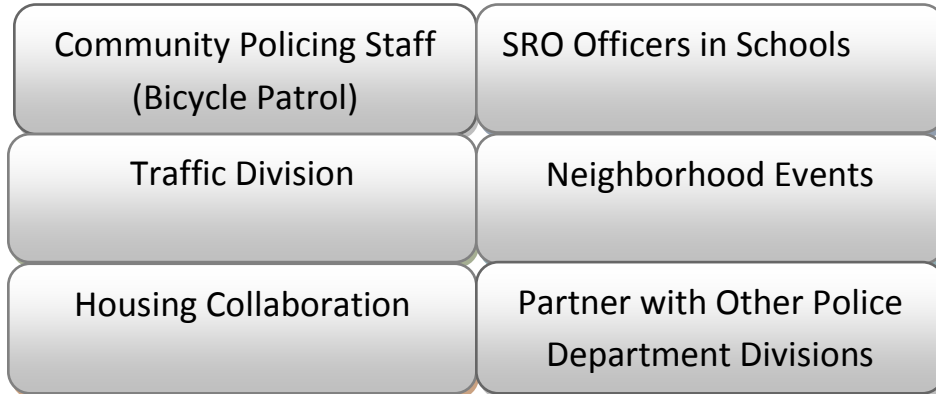 Community Policing Staff
(Bicycle Patrol)
SRO Officers in Schools
Traffic Division
Neighborhood Events
Housing Collaboration
Partner with Other Police
Department Divisions